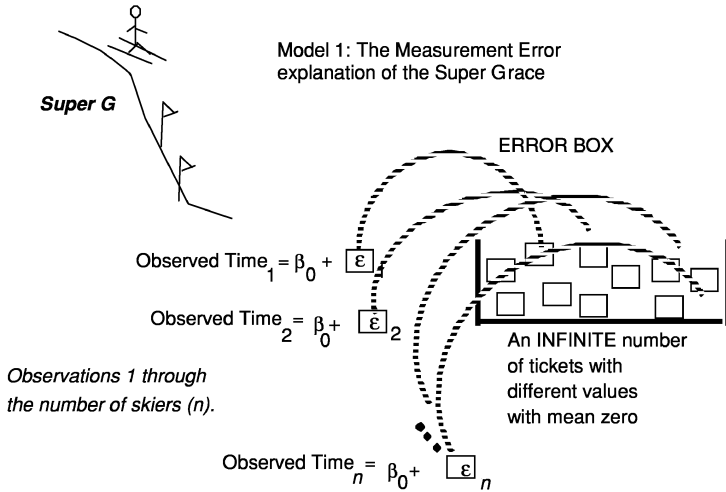 Model 1: The Measurement Error
explanation of the Super Grace
Super G
ERROR BOX
Observed Time1= β0 + ε1
Observed Time2= β0+ ε2
An INFINITE number
of tickets with
different values
with mean zero
Observations 1 through
the number of skiers (n).
Observed Timen= β0+ εn